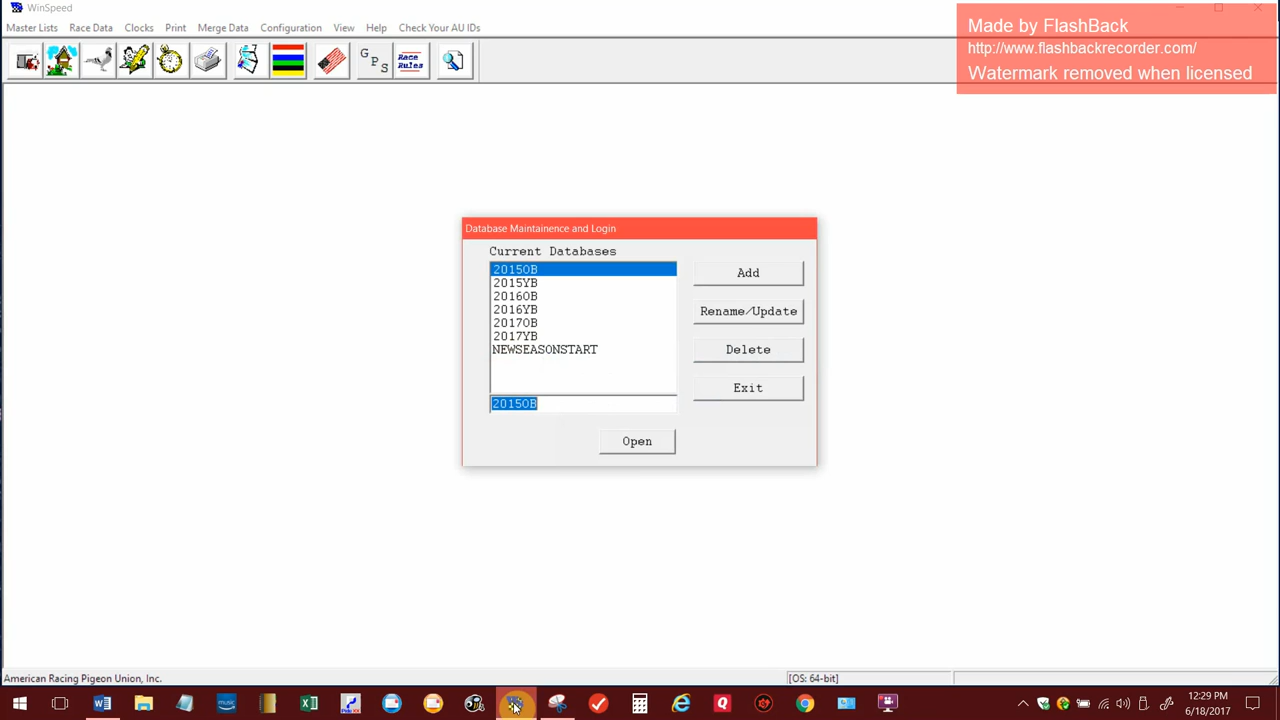 WinSpeed
Master Lists Race Data Clocks Print Merge Data Configuration View Help Check Your AU IDs
G P S Race Rules
Made by FlashBack
http://www.flashbackrecorder.com/
Watermark removed when licensed
Database Maintainence and Login
Current Databases
2015OB
2015YB
2016OB
2016YB
2017OB
2017YB
NEWSEASONSTART
2015OB
Add
Rename/Update
Delete
Exit
Open
American Racing Pigeon Union, Inc.
[OS: 64-bit]
12:29 PM
6/18/2017